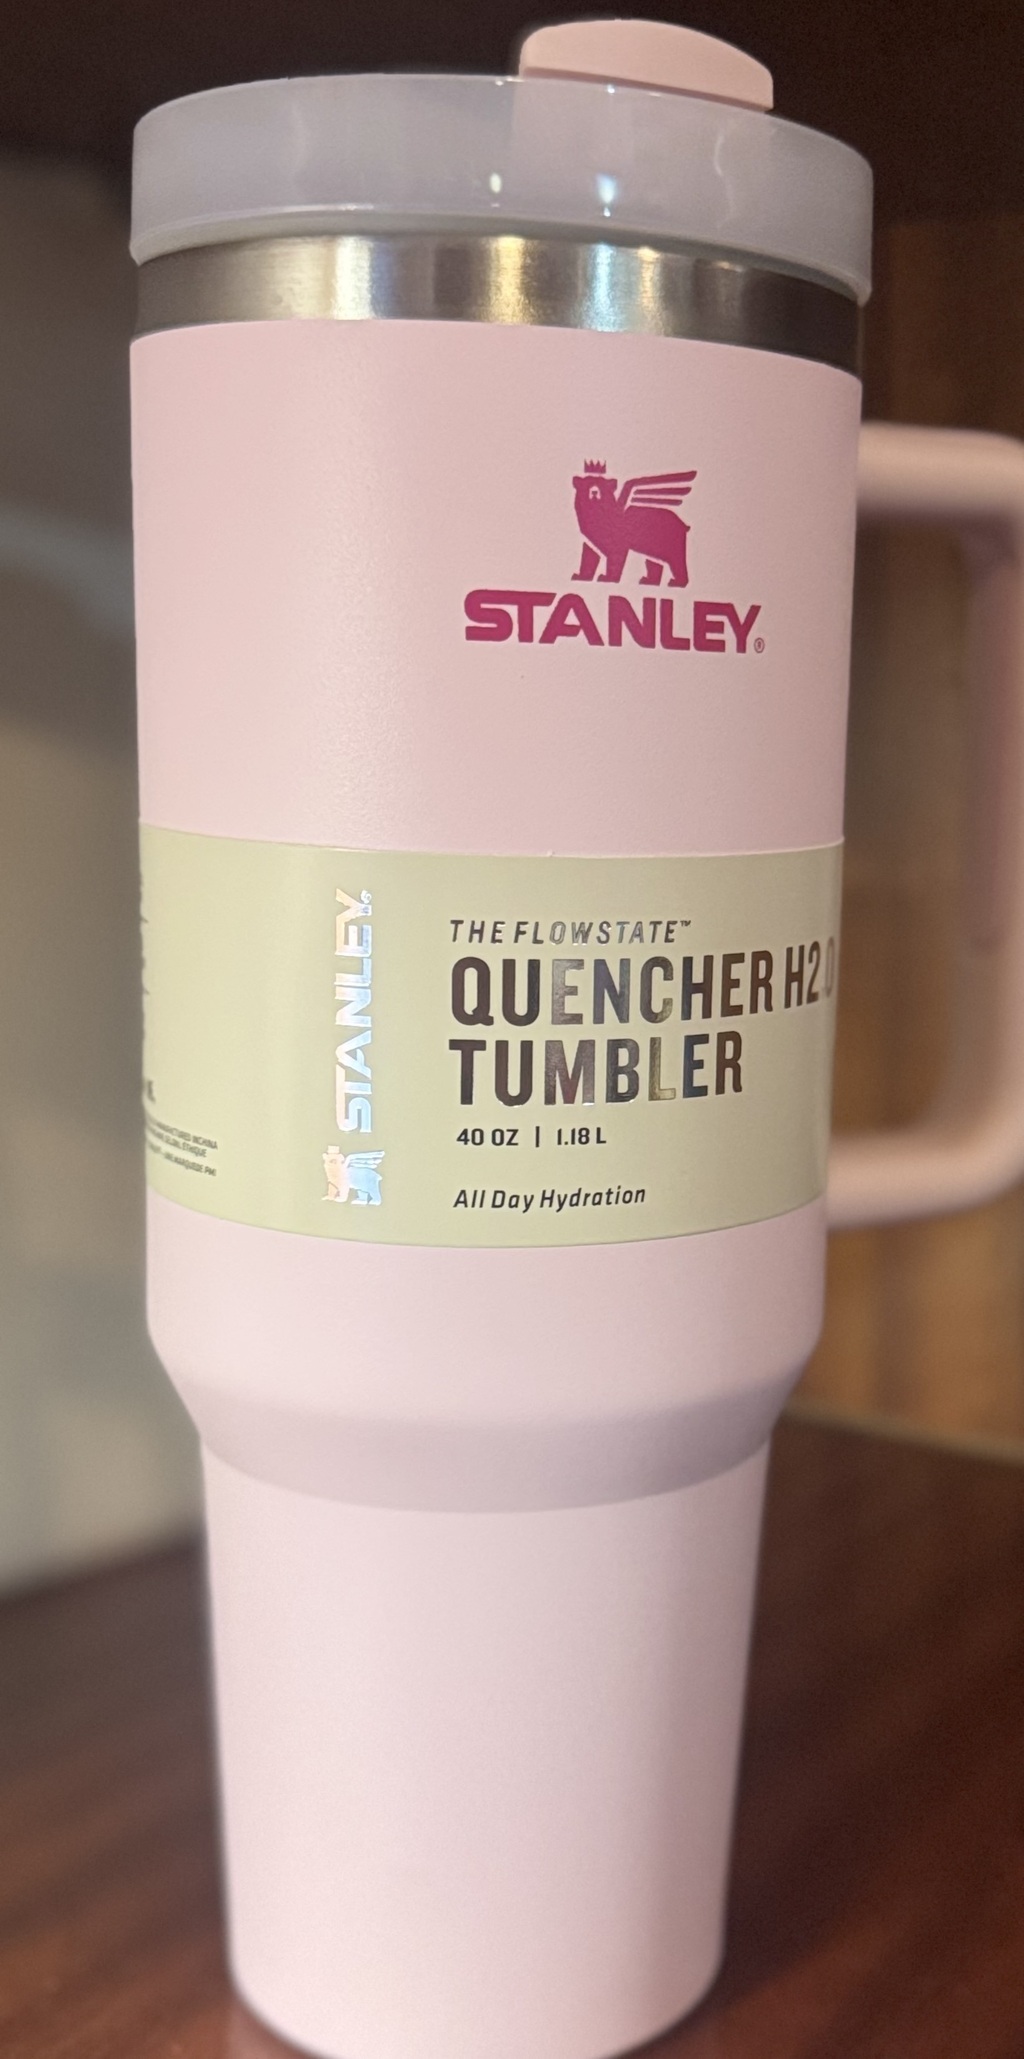 STANLEY®
STANLEY®
THE FLOWSTATE™
QUENCHER H2.0
TUMBLER
40 OZ | 1.18 L
All Day Hydration